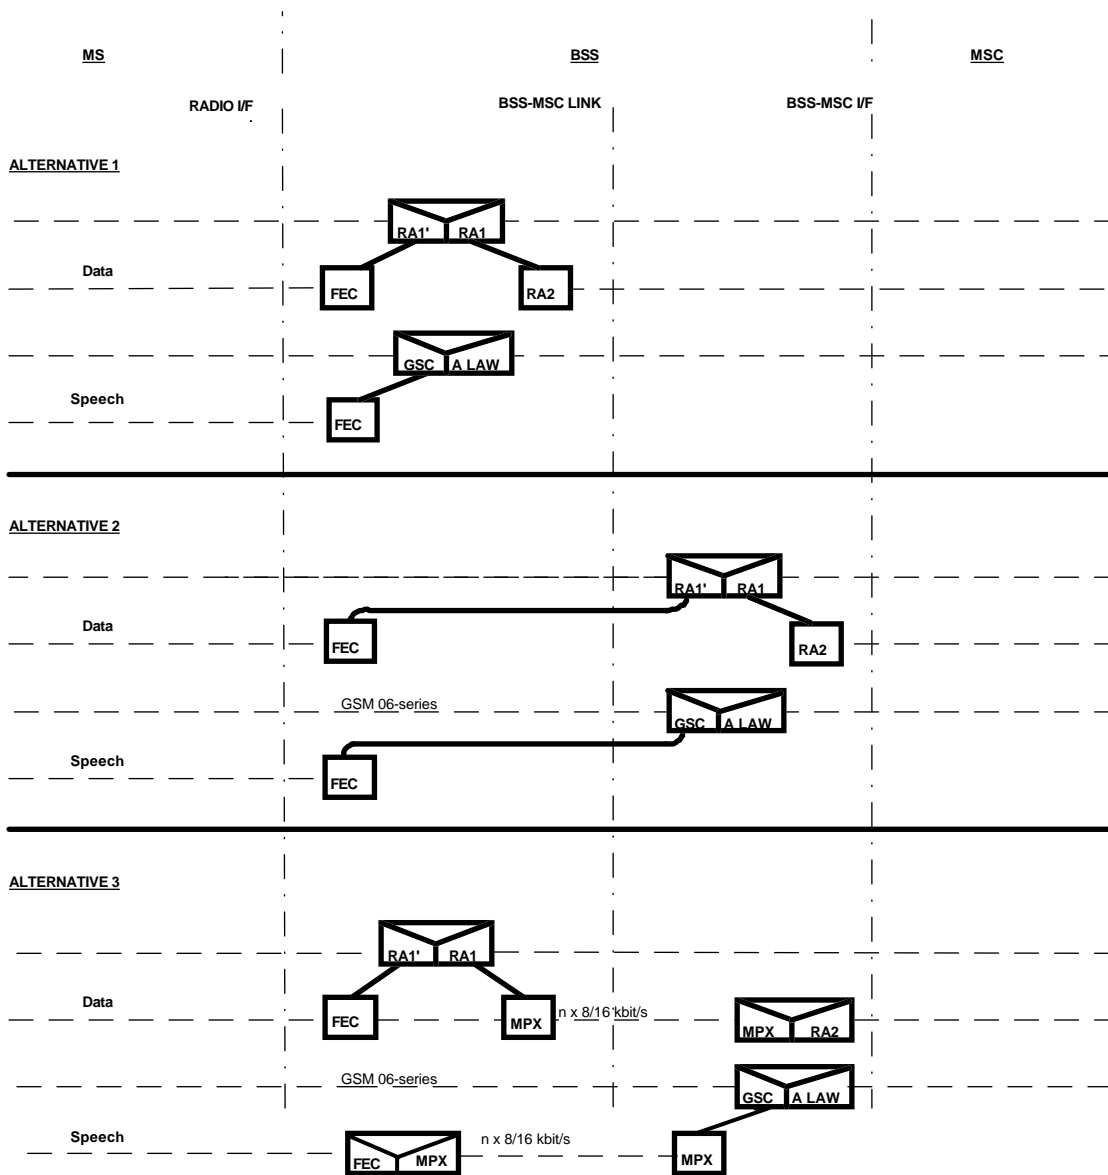 MS BSS MSC
RADIO I/F BSS-MSC LINK BSS-MSC I/F
ALTERNATIVE 1
RA1' RA1
Data
FEC RA2
GSC A LAW
Speech
FEC
ALTERNATIVE 2
RA1' RA1
Data
FEC RA2
GSM 06-series
GSC A LAW
Speech
FEC
ALTERNATIVE 3
RA1' RA1
Data
n x 8/16 kbit/s
FEC MPX MPX RA2
GSM 06-series
GSC A LAW
Speech
n x 8/16 kbit/s
FEC MPX MPX